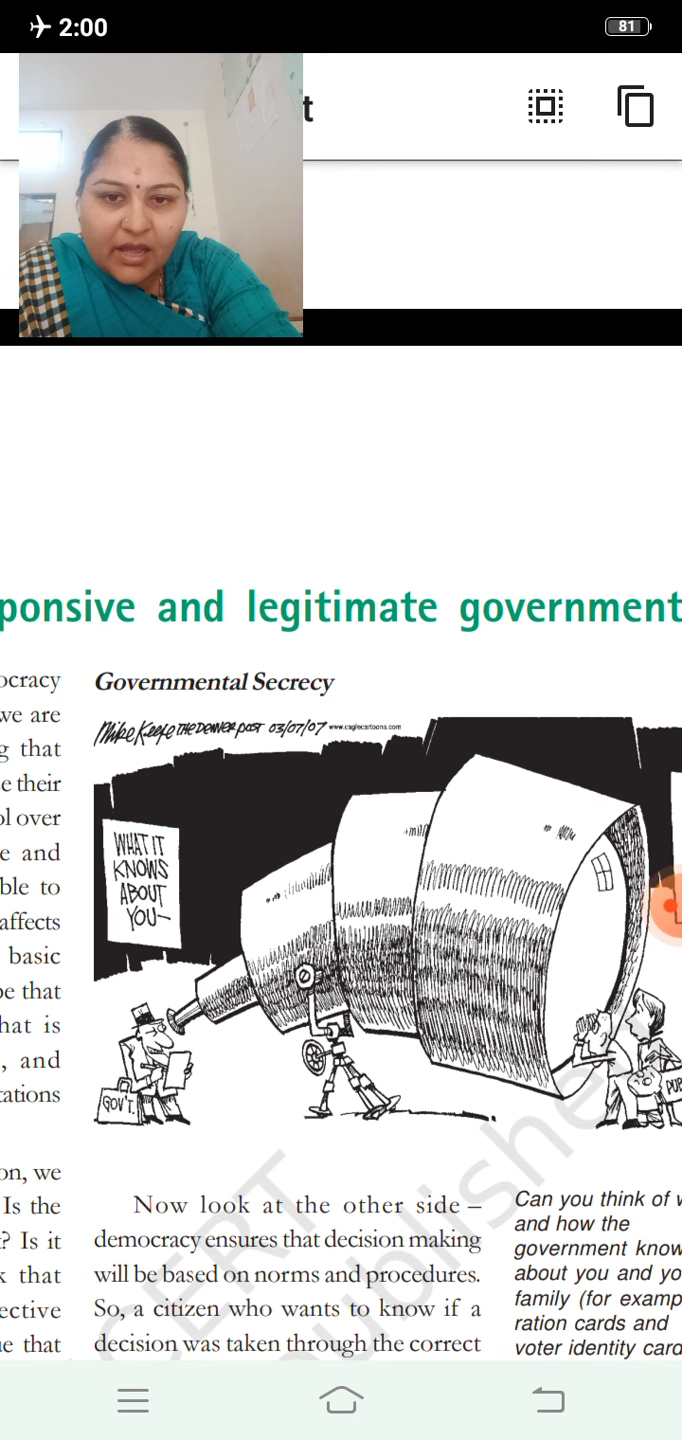 2:00
81
t
ponsive and legitimate government
ocracy
we are
g that
e their
ol over
e and
ble to
affects
basic
be that
hat is
, and
tations
on, we
Is the
? Is it
k that
ective
ue that
Governmental Secrecy
Mike Keefe THE DENVER POST 03/07/07 www.caglecartoons.com
WHAT IT
KNOWS
ABOUT
YOU—
GOV'T.
PUB
Now look at the other side –
democracy ensures that decision making
will be based on norms and procedures.
So, a citizen who wants to know if a
decision was taken through the correct
Can you think of w
and how the
government know
about you and yo
family (for examp
ration cards and
voter identity card